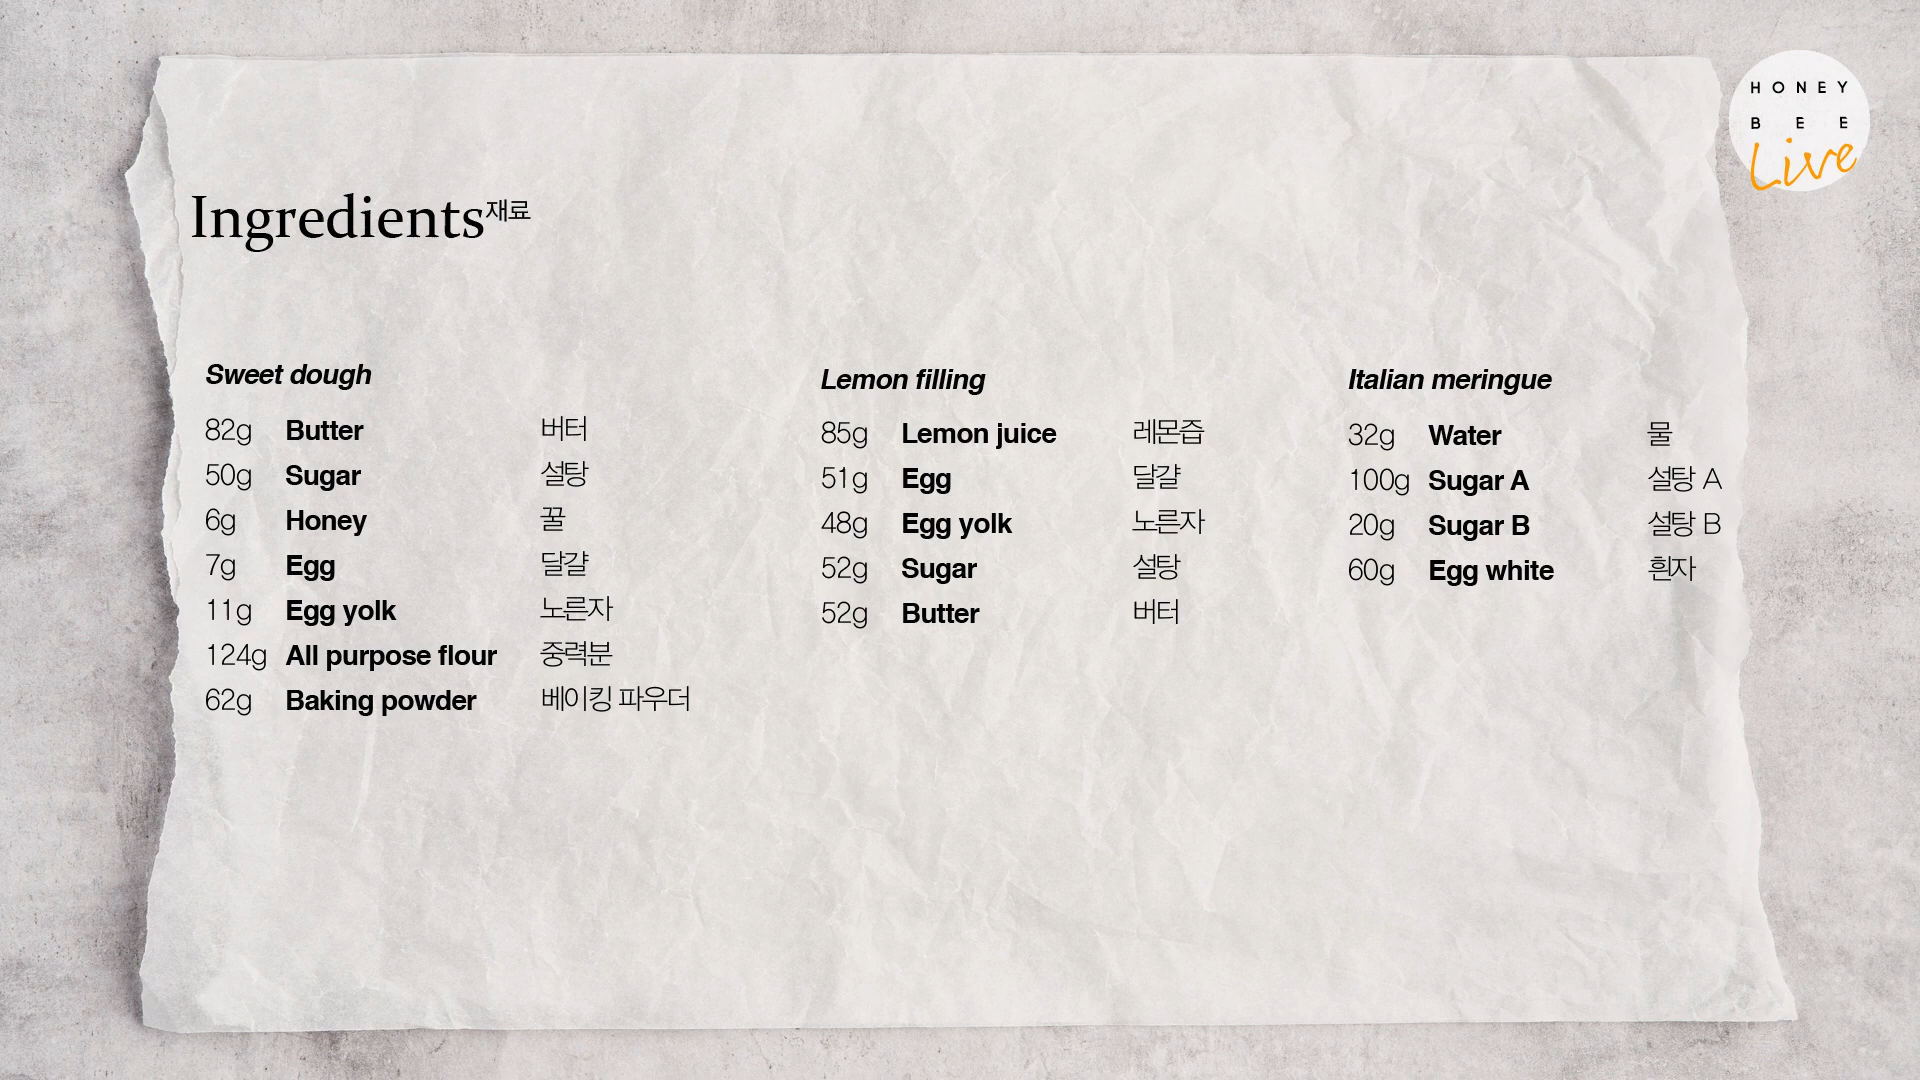 HONEY
BEE
Live
Ingredients재료
Sweet dough
82g Butter 버터
50g Sugar 설탕
6g Honey 꿀
7g Egg 달걀
11g Egg yolk 노른자
124g All purpose flour 중력분
62g Baking powder 베이킹 파우더
Lemon filling
85g Lemon juice 레몬즙
51g Egg 달걀
48g Egg yolk 노른자
52g Sugar 설탕
52g Butter 버터
Italian meringue
32g Water 물
100g Sugar A 설탕 A
20g Sugar B 설탕 B
60g Egg white 흰자